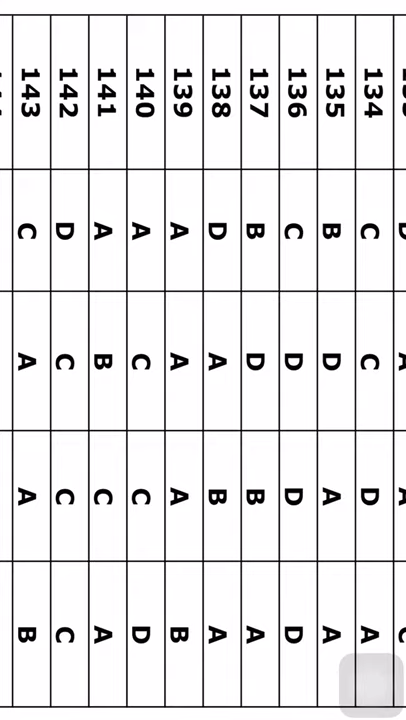 134 C C D A
135 B D A A
136 C D D D
137 B D B A
138 D A B A
139 A A A B
140 A C C D
141 A B C A
142 D C C C
143 C A A B